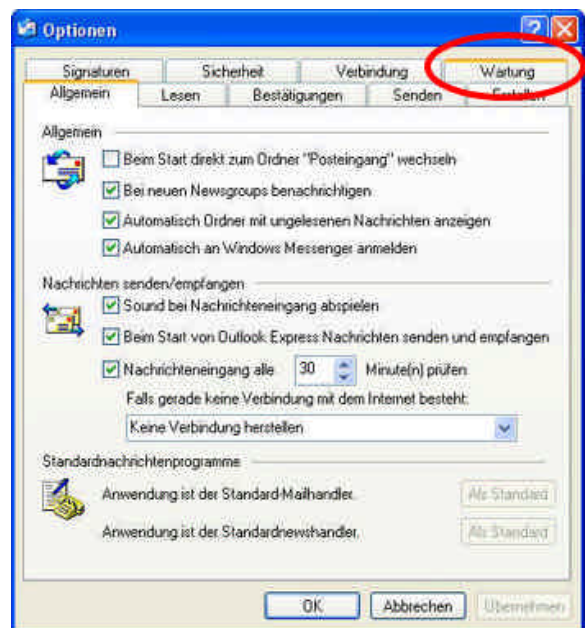 Optionen
Signaturen Sicherheit Verbindung Wartung
Allgemein Lesen Bestätigungen Senden Erstellen
Allgemein
Beim Start direkt zum Ordner "Posteingang" wechseln
Bei neuen Newsgroups benachrichtigen
Automatisch Ordner mit ungelesenen Nachrichten anzeigen
Automatisch an Windows Messenger anmelden
Nachrichten senden/empfangen
Sound bei Nachrichteneingang abspielen
Beim Start von Outlook Express Nachrichten senden und empfangen
Nachrichteneingang alle 30 Minute(n) prüfen
Falls gerade keine Verbindung mit dem Internet besteht:
Keine Verbindung herstellen
Standardnachrichtenprogramme
Anwendung ist der Standard-Mailhandler. Als Standard
Anwendung ist der Standardnewshandler. Als Standard
OK Abbrechen Übernehmen